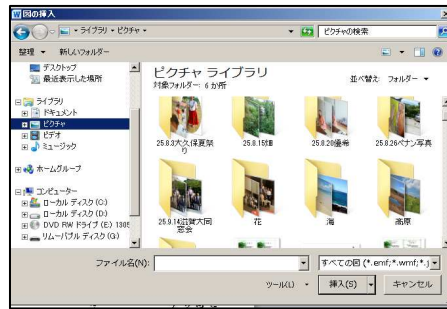 図の挿入
ライブラリ ▸ ピクチャ ▸
ピクチャの検索
整理 ▼ 新しいフォルダー
デスクトップ
最近表示した場所
ライブラリ
ドキュメント
ピクチャ
ビデオ
ミュージック
ホームグループ
コンピューター
ローカル ディスク (C:)
ローカル ディスク (D:)
DVD RW ドライブ (E:) 1305
リムーバブル ディスク (G:)
ピクチャ ライブラリ
対象フォルダー: 6 か所
並べ替え: フォルダー ▼
25.8.3大久保夏祭り
25.8.15畑
25.8.20優希
25.8.26ペナン写真
25.9.14滋賀大同窓会
花
海
高原
ファイル名(N):
すべての図 (*.emf;*.wmf;*.j
ツール(L)
挿入(S)
キャンセル